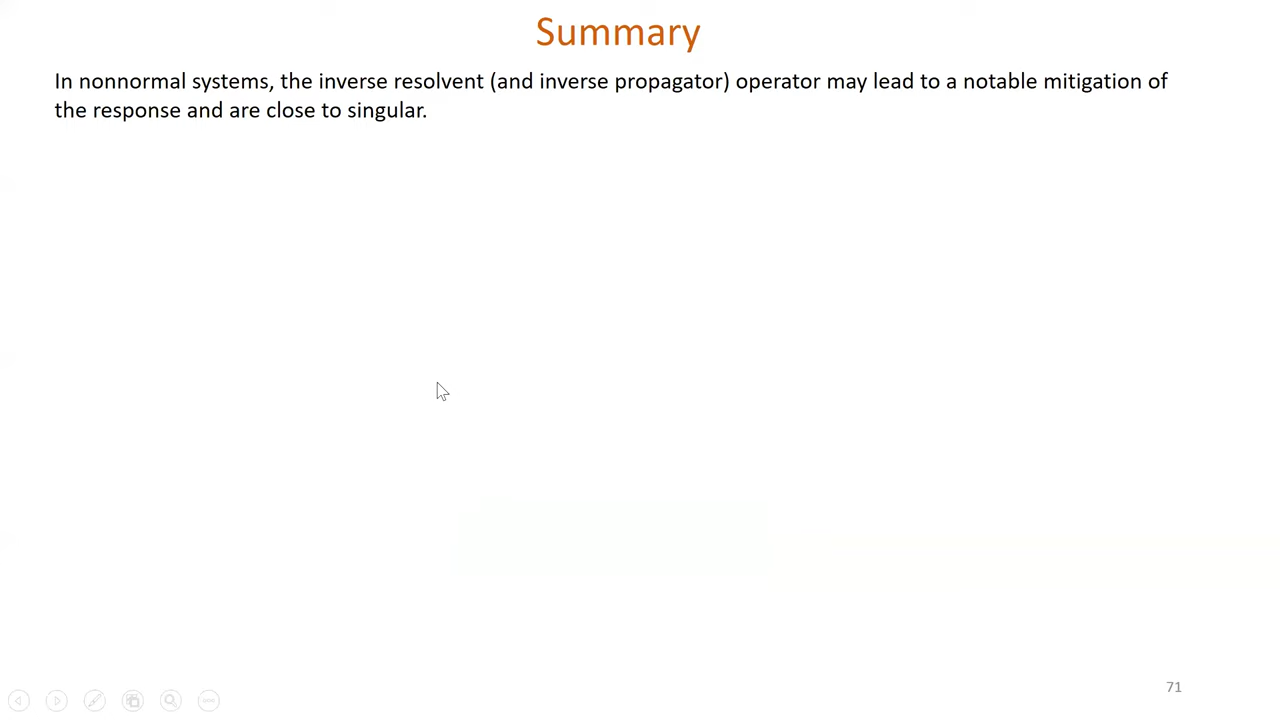 Summary
In nonnormal systems, the inverse resolvent (and inverse propagator) operator may lead to a notable mitigation of
the response and are close to singular.
71